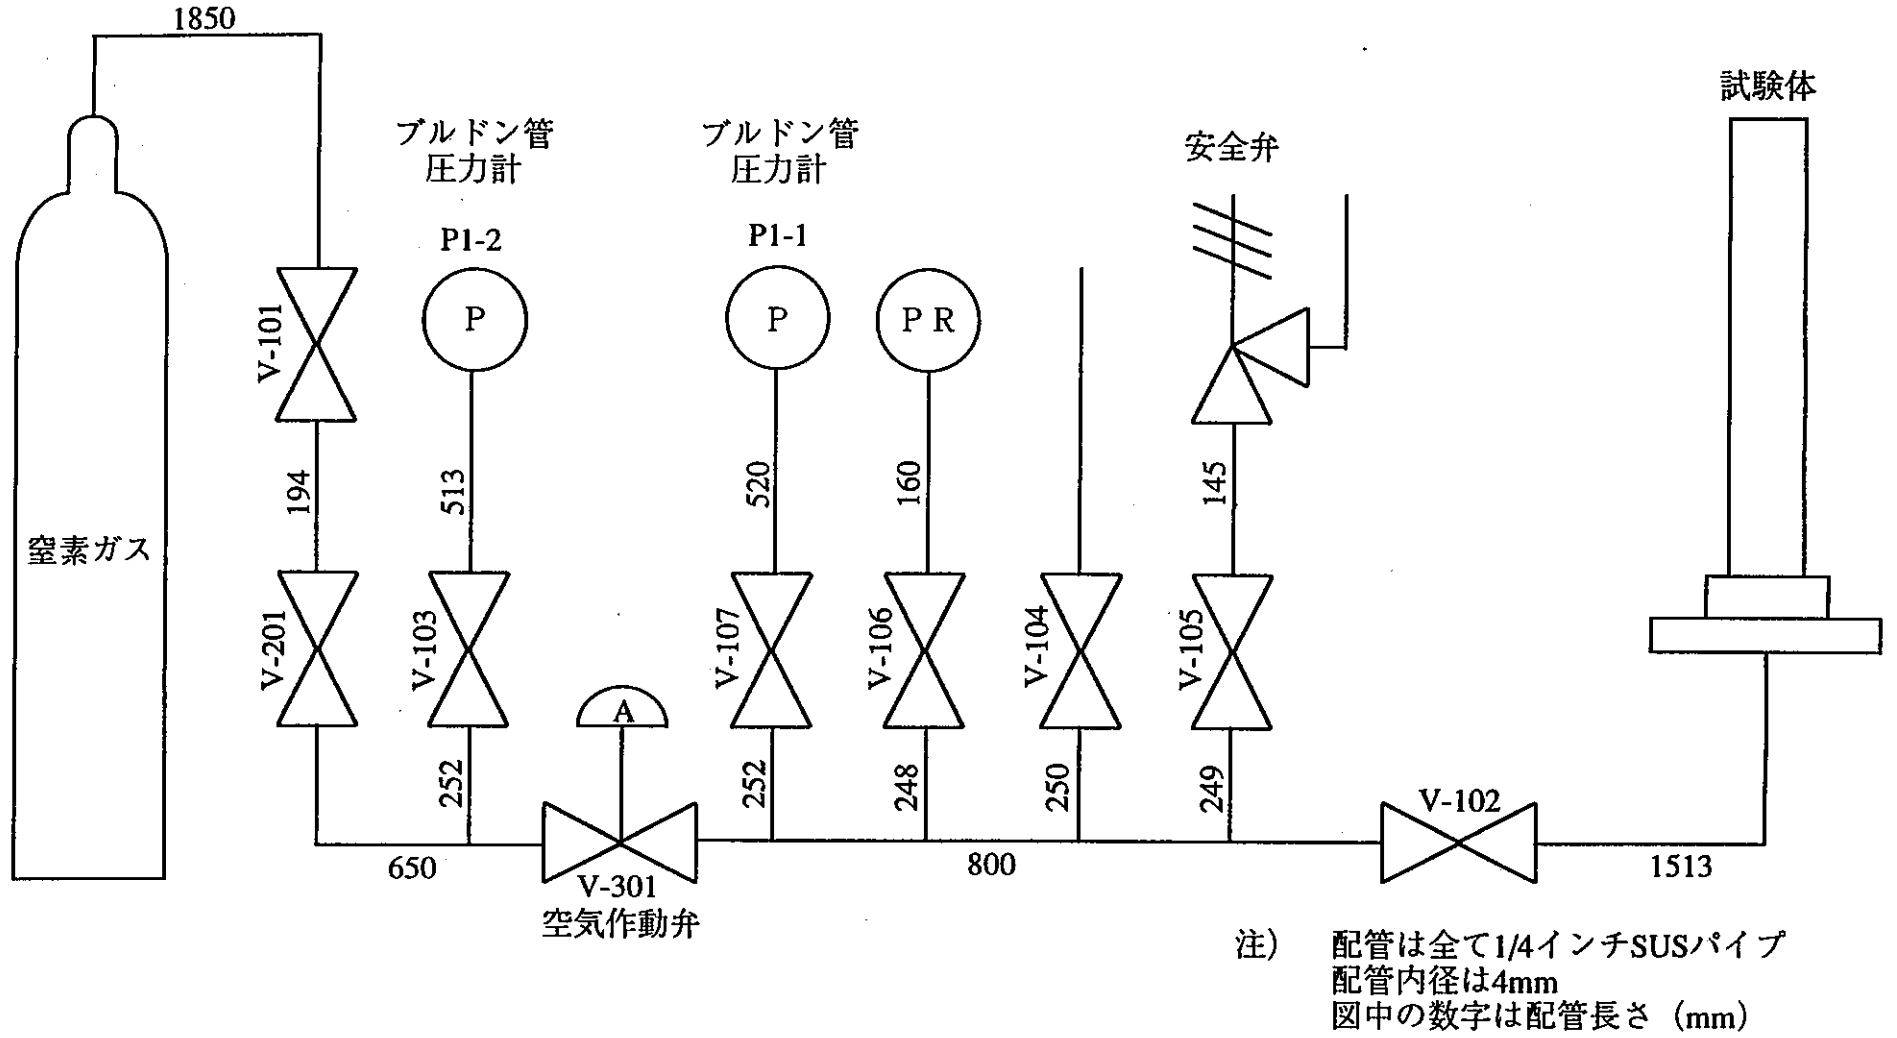 1850
試験体
ブルドン管
圧力計
ブルドン管
圧力計
安全弁
P1-2
P1-1
P
P
P R
V-101
194
513
520
160
145
窒素ガス
V-201
V-103
V-107
V-106
V-104
V-105
A
252
252
248
250
249
V-102
650
800
1513
V-301
空気作動弁
注) 配管は全て1/4インチSUSパイプ
配管内径は4mm
図中の数字は配管長さ (mm)